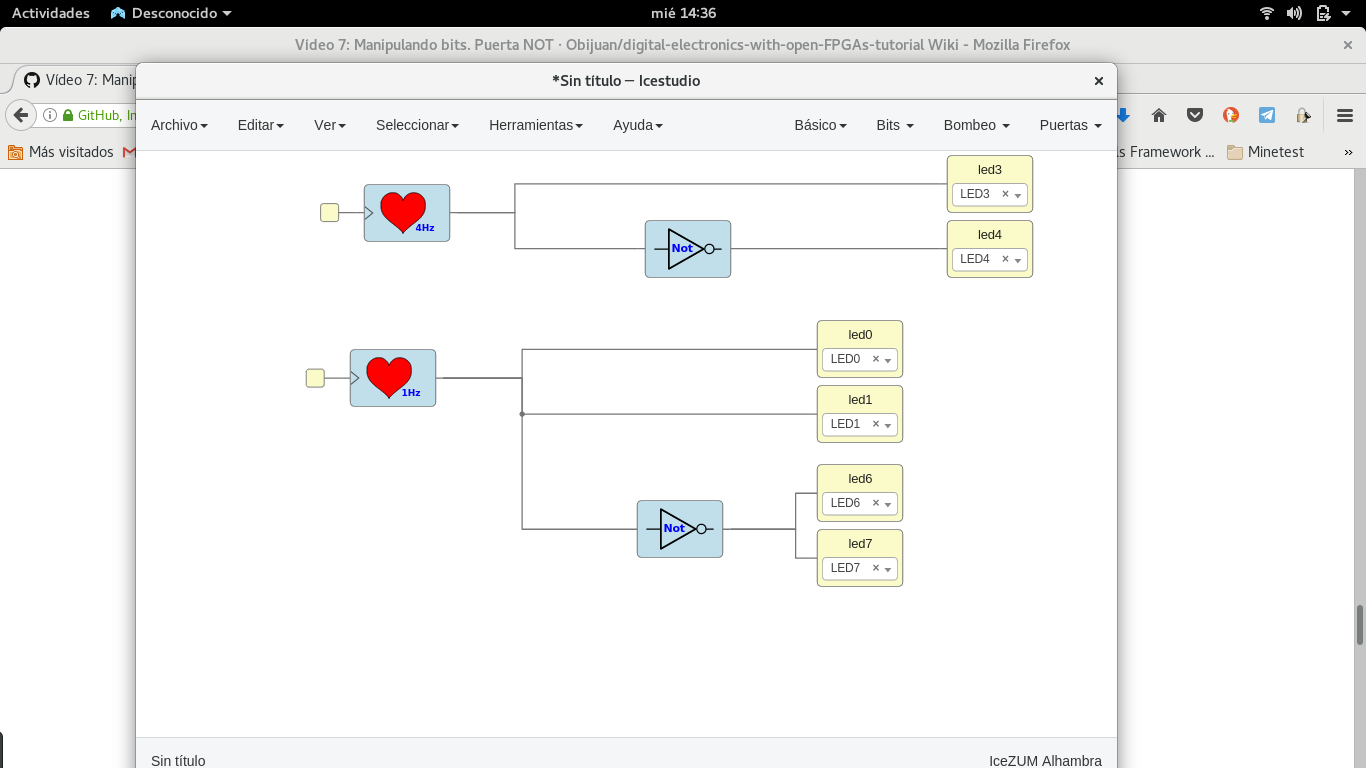 Actividades Desconocido mié 14:36
Vídeo 7: Manipulando bits. Puerta NOT · Obijuan/digital-electronics-with-open-FPGAs-tutorial Wiki - Mozilla Firefox
Vídeo 7: Manip
*Sin título – Icestudio
GitHub, In
Archivo Editar Ver Seleccionar Herramientas Ayuda Básico Bits Bombeo Puertas
Más visitados
ls Framework ... Minetest »
led3
LED3 ×
4Hz
led4
Not
LED4 ×
led0
LED0 ×
1Hz
led1
LED1 ×
led6
LED6 ×
Not
led7
LED7 ×
Sin título IceZUM Alhambra